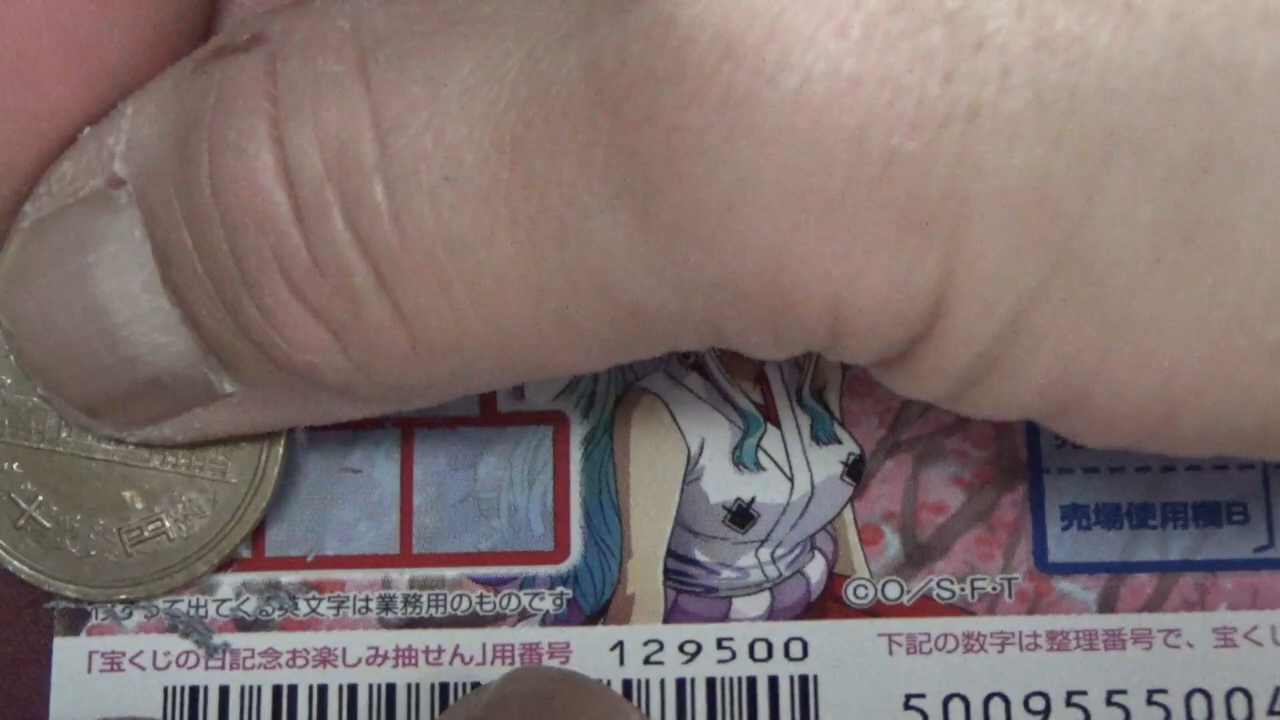 十円
売場使用欄B
©O/S·F·T
出てくる英文字は業務用のものです
「宝くじの日記念お楽しみ抽せん」用番号 129500
下記の数字は整理番号で、宝く
500955500